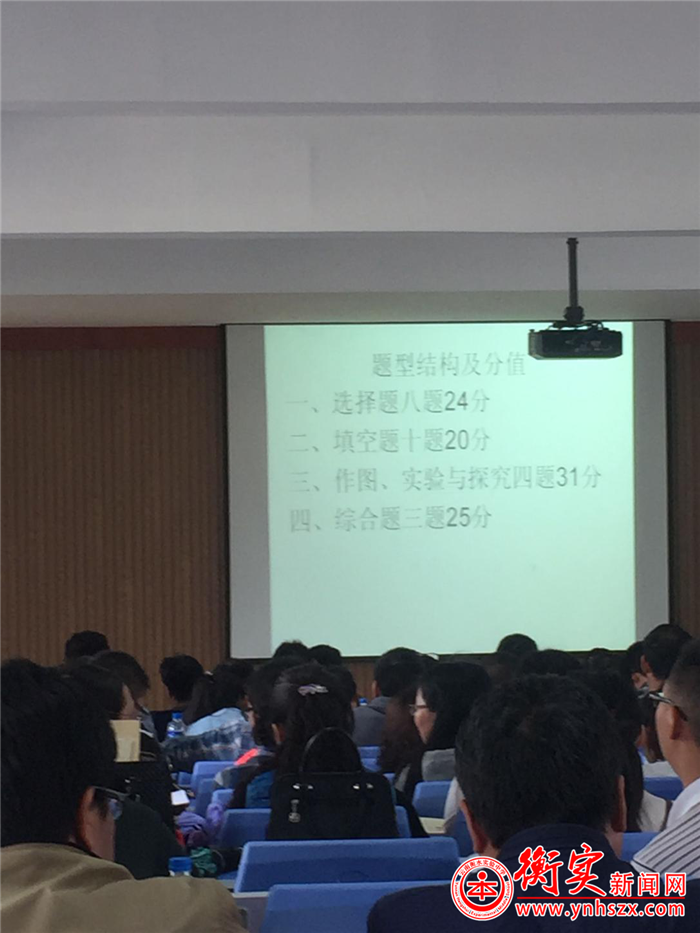 题型结构及分值
一、选择题八题24分
二、填空题十题20分
三、作图、实验与探究四题31分
四、综合题三题25分
衡实新闻网
www.ynhszx.com